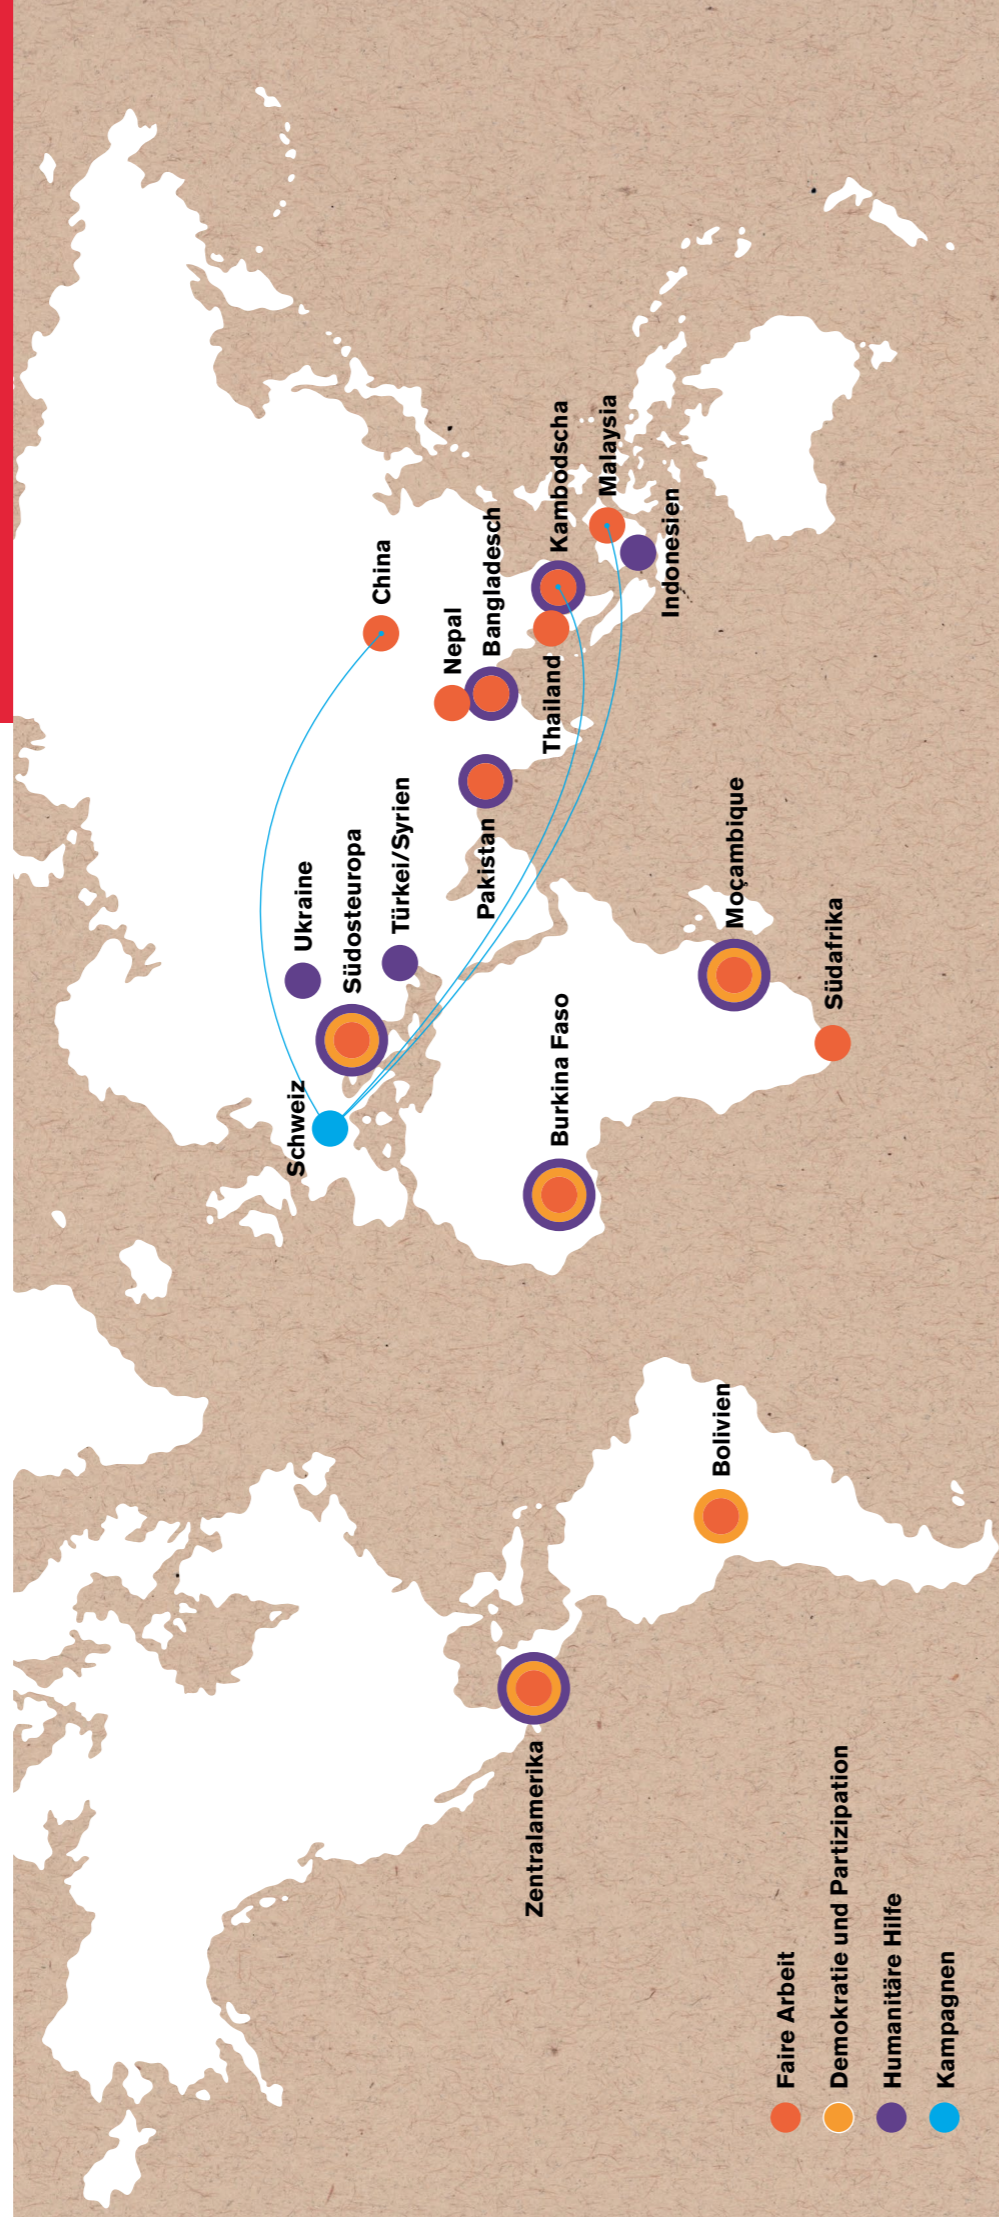 Schweiz
Ukraine
Südosteuropa
Türkei/Syrien
China
Nepal
Bangladesch
Pakistan
Thailand
Kambodscha
Malaysia
Indonesien
Burkina Faso
Moçambique
Südafrika
Zentralamerika
Bolivien
Faire Arbeit
Demokratie und Partizipation
Humanitäre Hilfe
Kampagnen